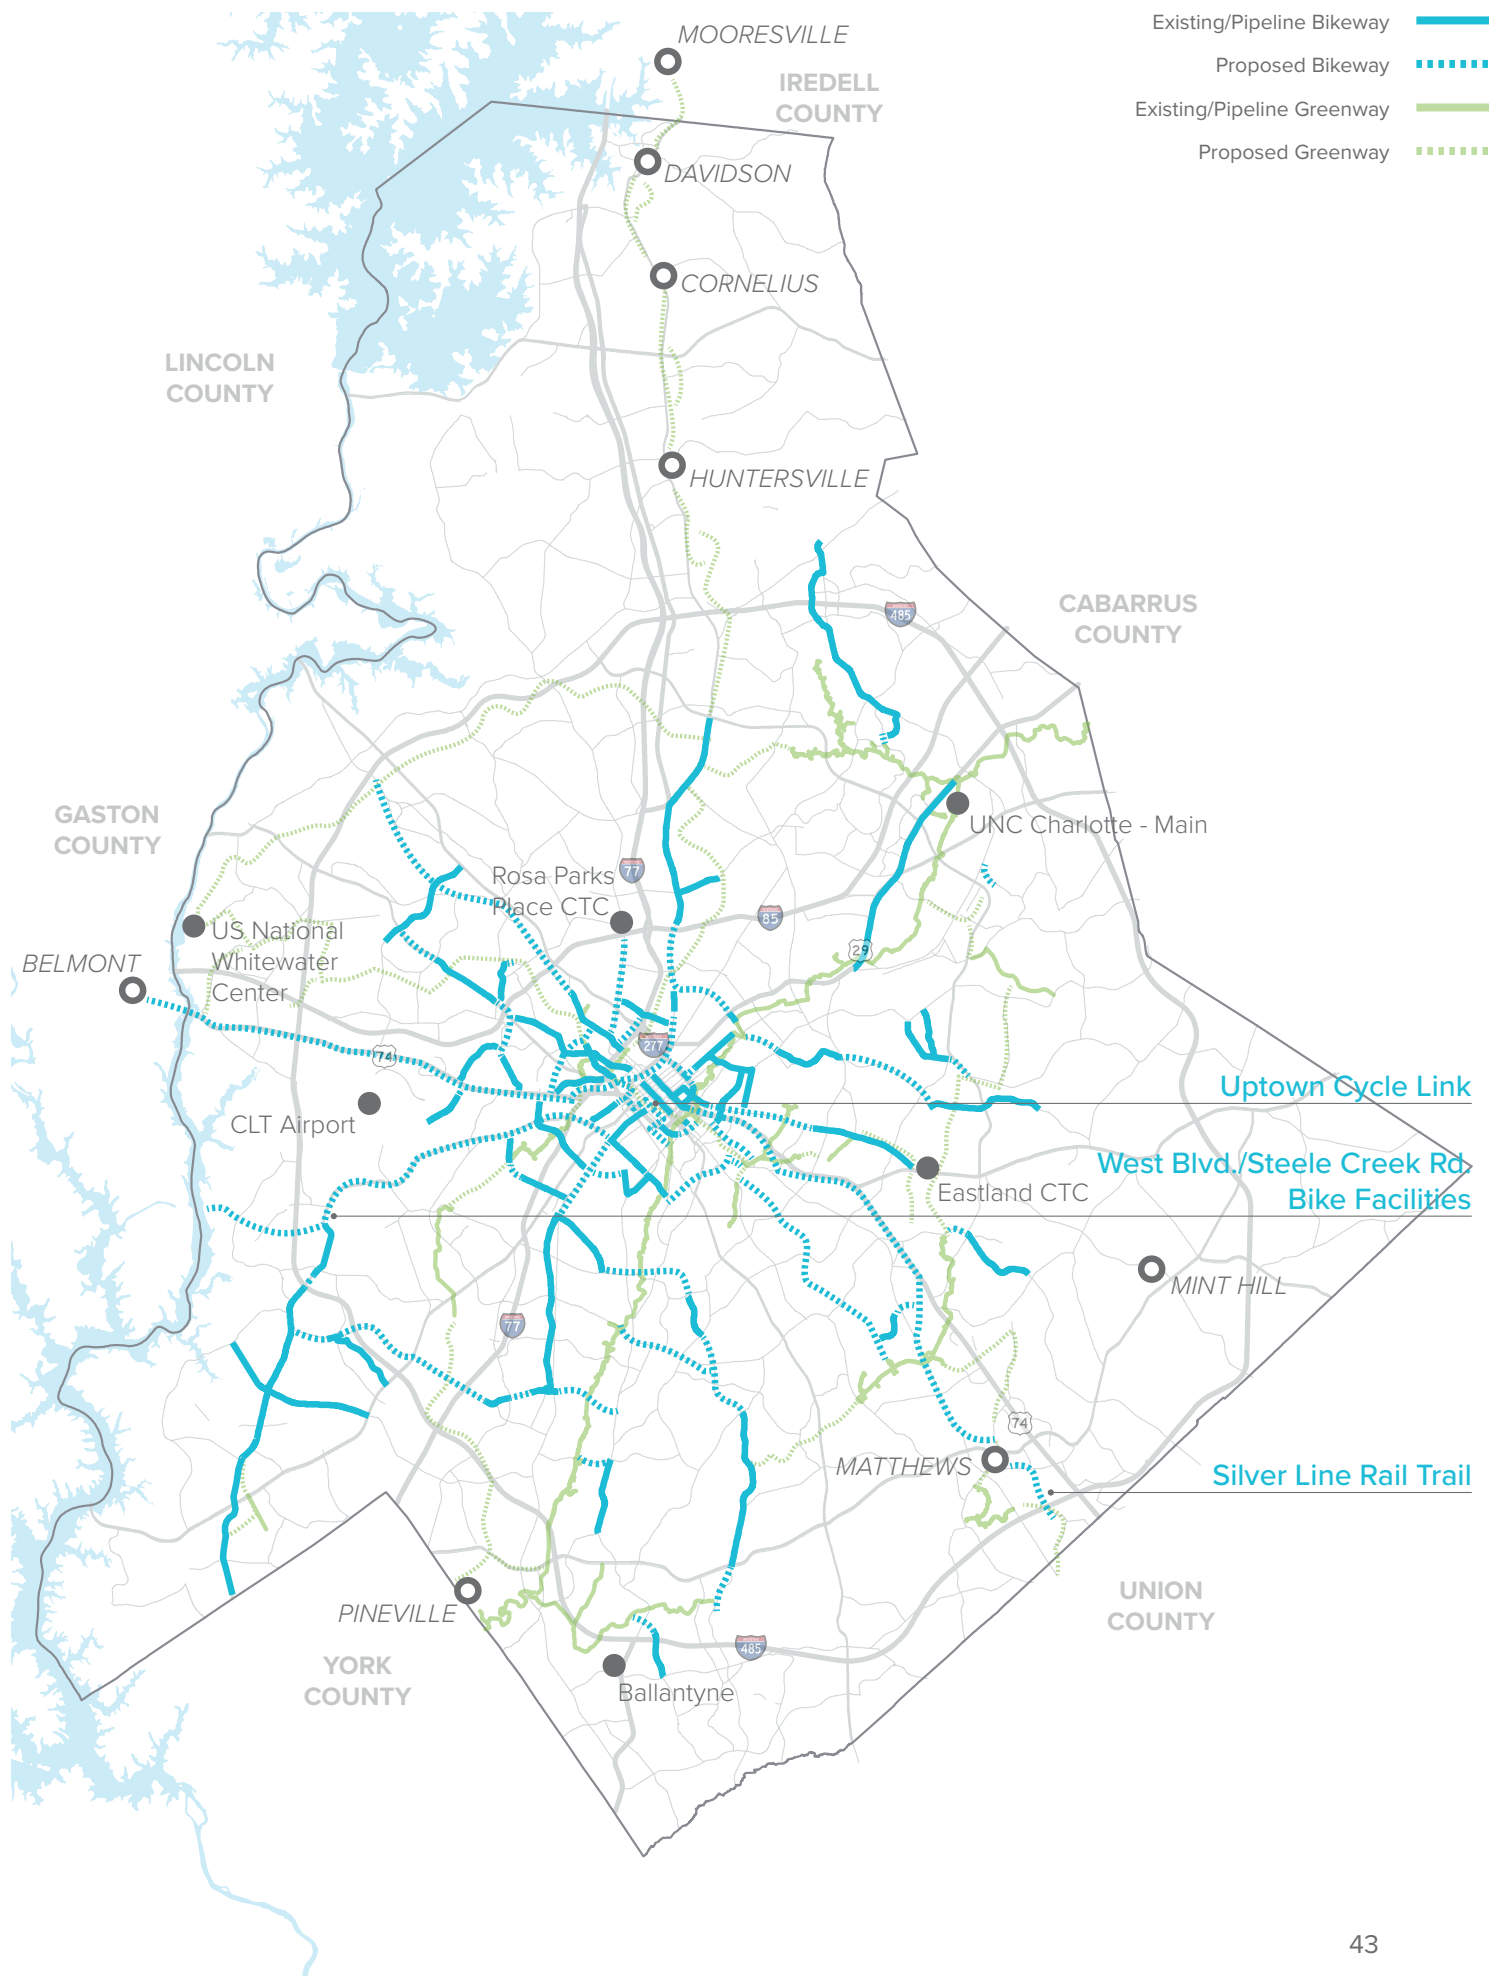 Existing/Pipeline Bikeway
Proposed Bikeway
Existing/Pipeline Greenway
Proposed Greenway
MOORESVILLE
IREDELL
COUNTY
DAVIDSON
CORNELIUS
LINCOLN
COUNTY
HUNTERSVILLE
485
CABARRUS
COUNTY
GASTON
COUNTY
UNC Charlotte - Main
77
Rosa Parks
Place CTC
85
29
US National
Whitewater
Center
BELMONT
277
74
CLT Airport
Uptown Cycle Link
West Blvd./Steele Creek Rd.
Bike Facilities
Eastland CTC
MINT HILL
77
74
MATTHEWS
Silver Line Rail Trail
PINEVILLE
UNION
COUNTY
485
YORK
COUNTY
Ballantyne
43